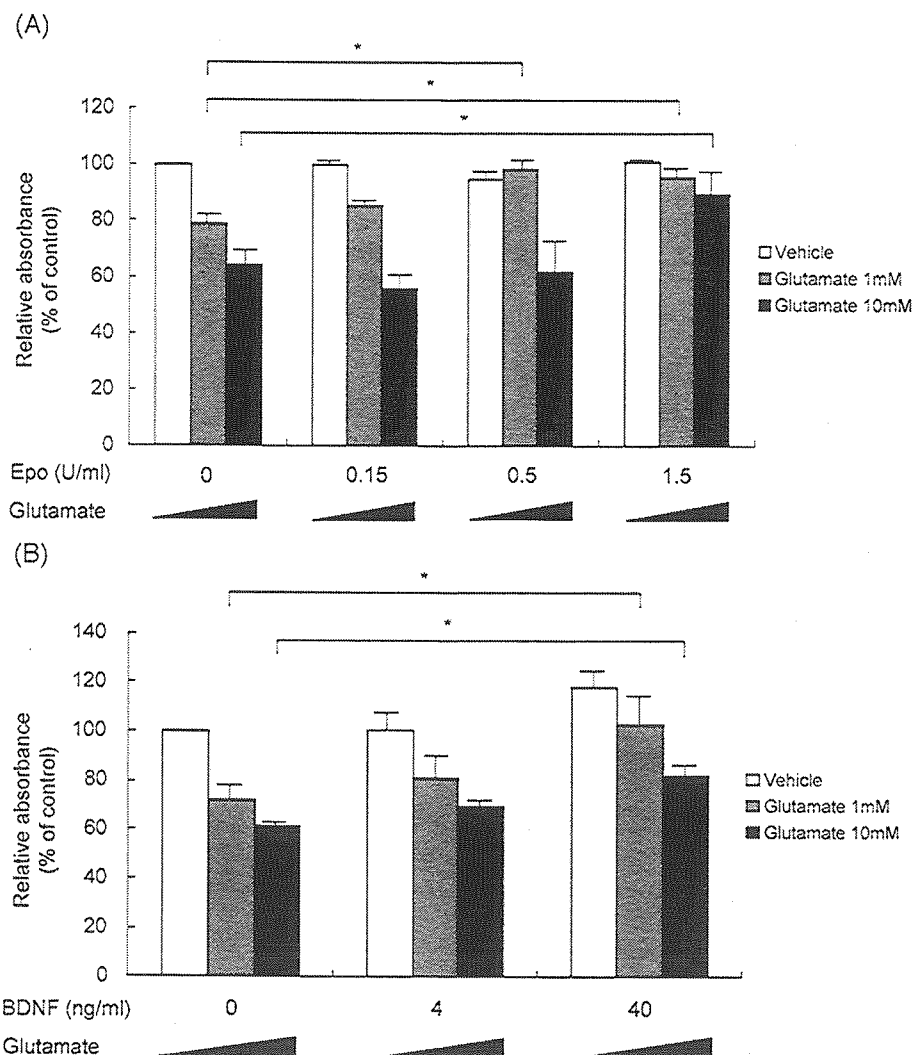 (A)
*
*
*
120
100
80
60
40
20
0
Relative absorbance
(% of control)
Vehicle
Glutamate 1mM
Glutamate 10mM
Epo (U/ml) 0 0.15 0.5 1.5
Glutamate
(B)
*
*
140
120
100
80
60
40
20
0
Relative absorbance
(% of control)
Vehicle
Glutamate 1mM
Glutamate 10mM
BDNF (ng/ml) 0 4 40
Glutamate